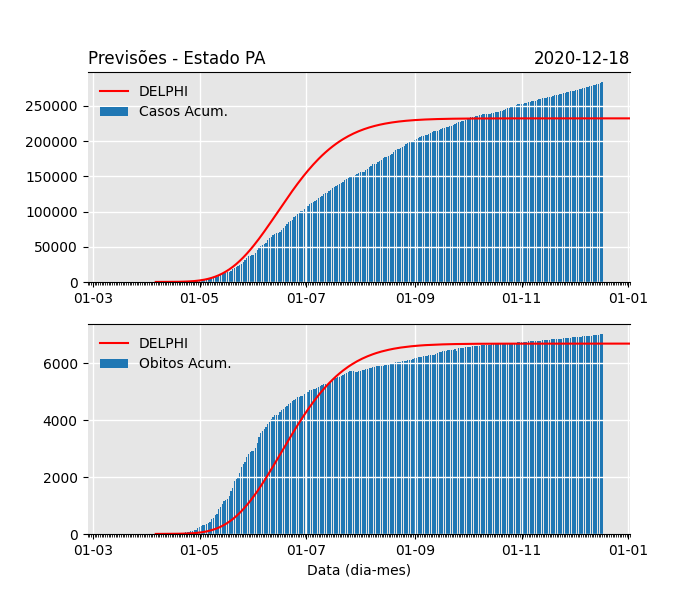 Previsões - Estado PA 2020-12-18
DELPHI
Casos Acum.
250000
200000
150000
100000
50000
0
01-03 01-05 01-07 01-09 01-11 01-01
DELPHI
Obitos Acum.
6000
4000
2000
0
01-03 01-05 01-07 01-09 01-11 01-01
Data (dia-mes)